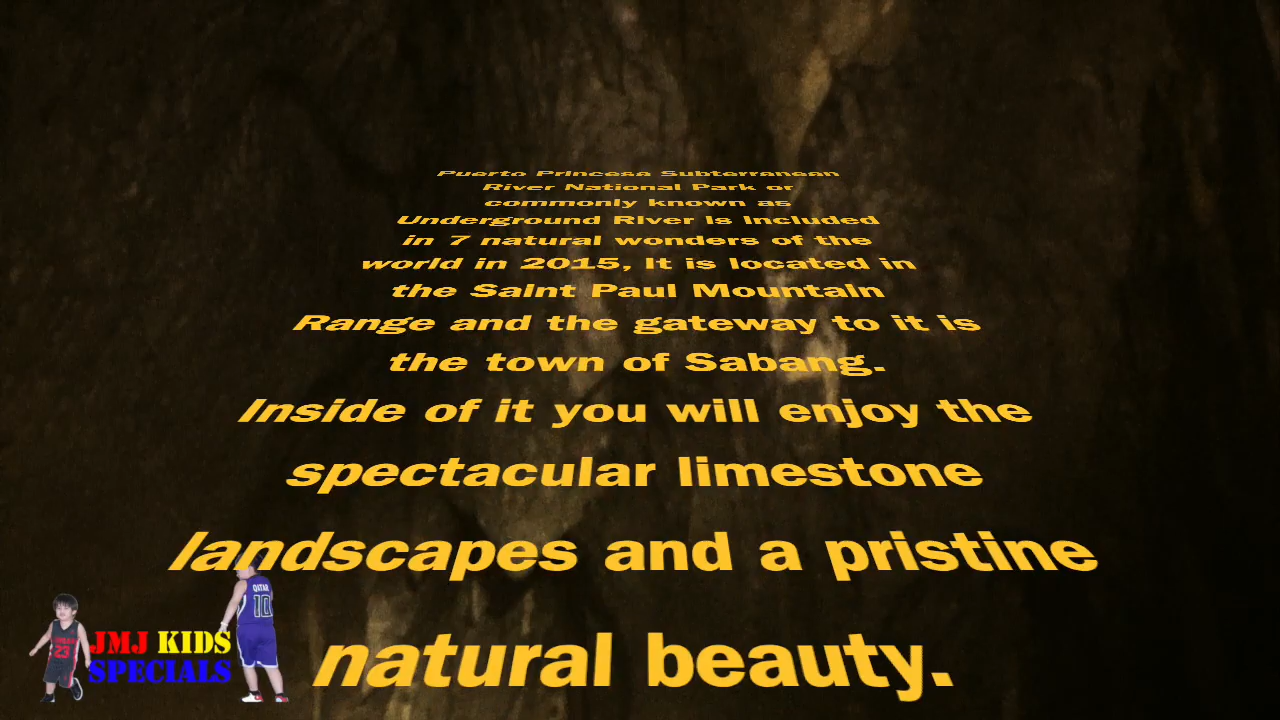 Puerto Princesa Subterranean
River National Park or
commonly known as
Underground River is Included
in 7 natural wonders of the
world in 2015, It is located in
the Saint Paul Mountain
Range and the gateway to it is
the town of Sabang.
Inside of it you will enjoy the
spectacular limestone
landscapes and a pristine
natural beauty.
QATAR
10
23
JMJ KIDS
SPECIALS